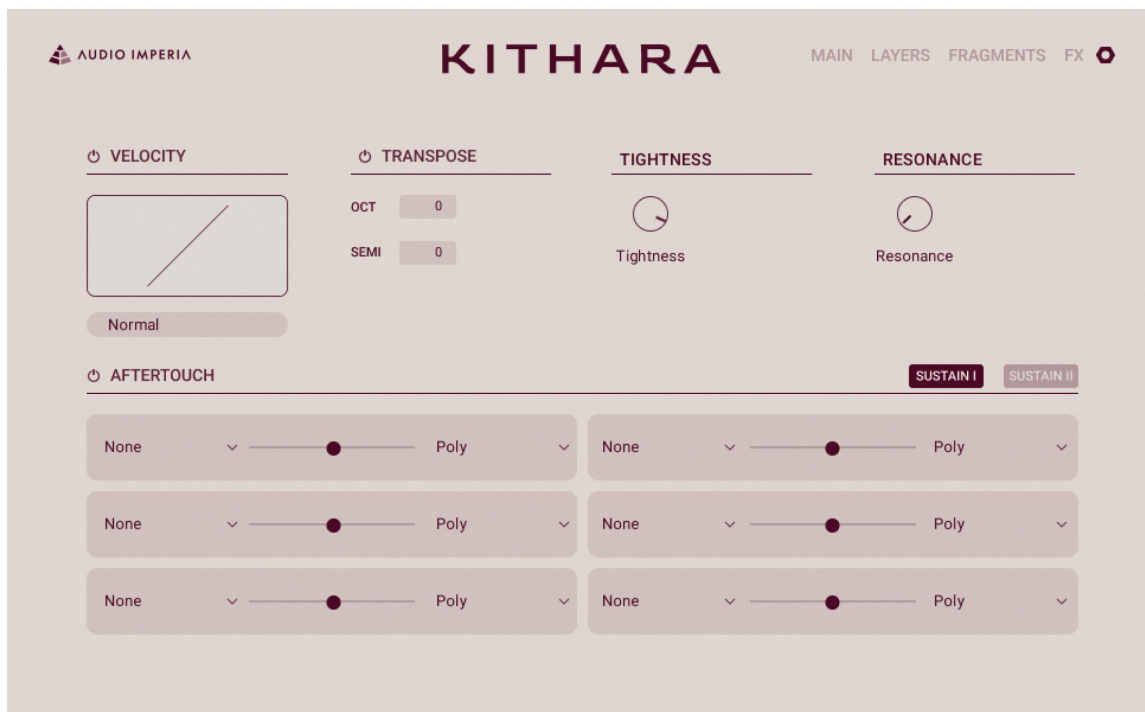 AUDIO IMPERIA
KITHARA
MAIN LAYERS FRAGMENTS FX
VELOCITY
TRANSPOSE
TIGHTNESS
RESONANCE
OCT 0
SEMI 0
Tightness
Resonance
Normal
AFTERTOUCH
SUSTAIN I
SUSTAIN II
None Poly None Poly
None Poly None Poly
None Poly None Poly